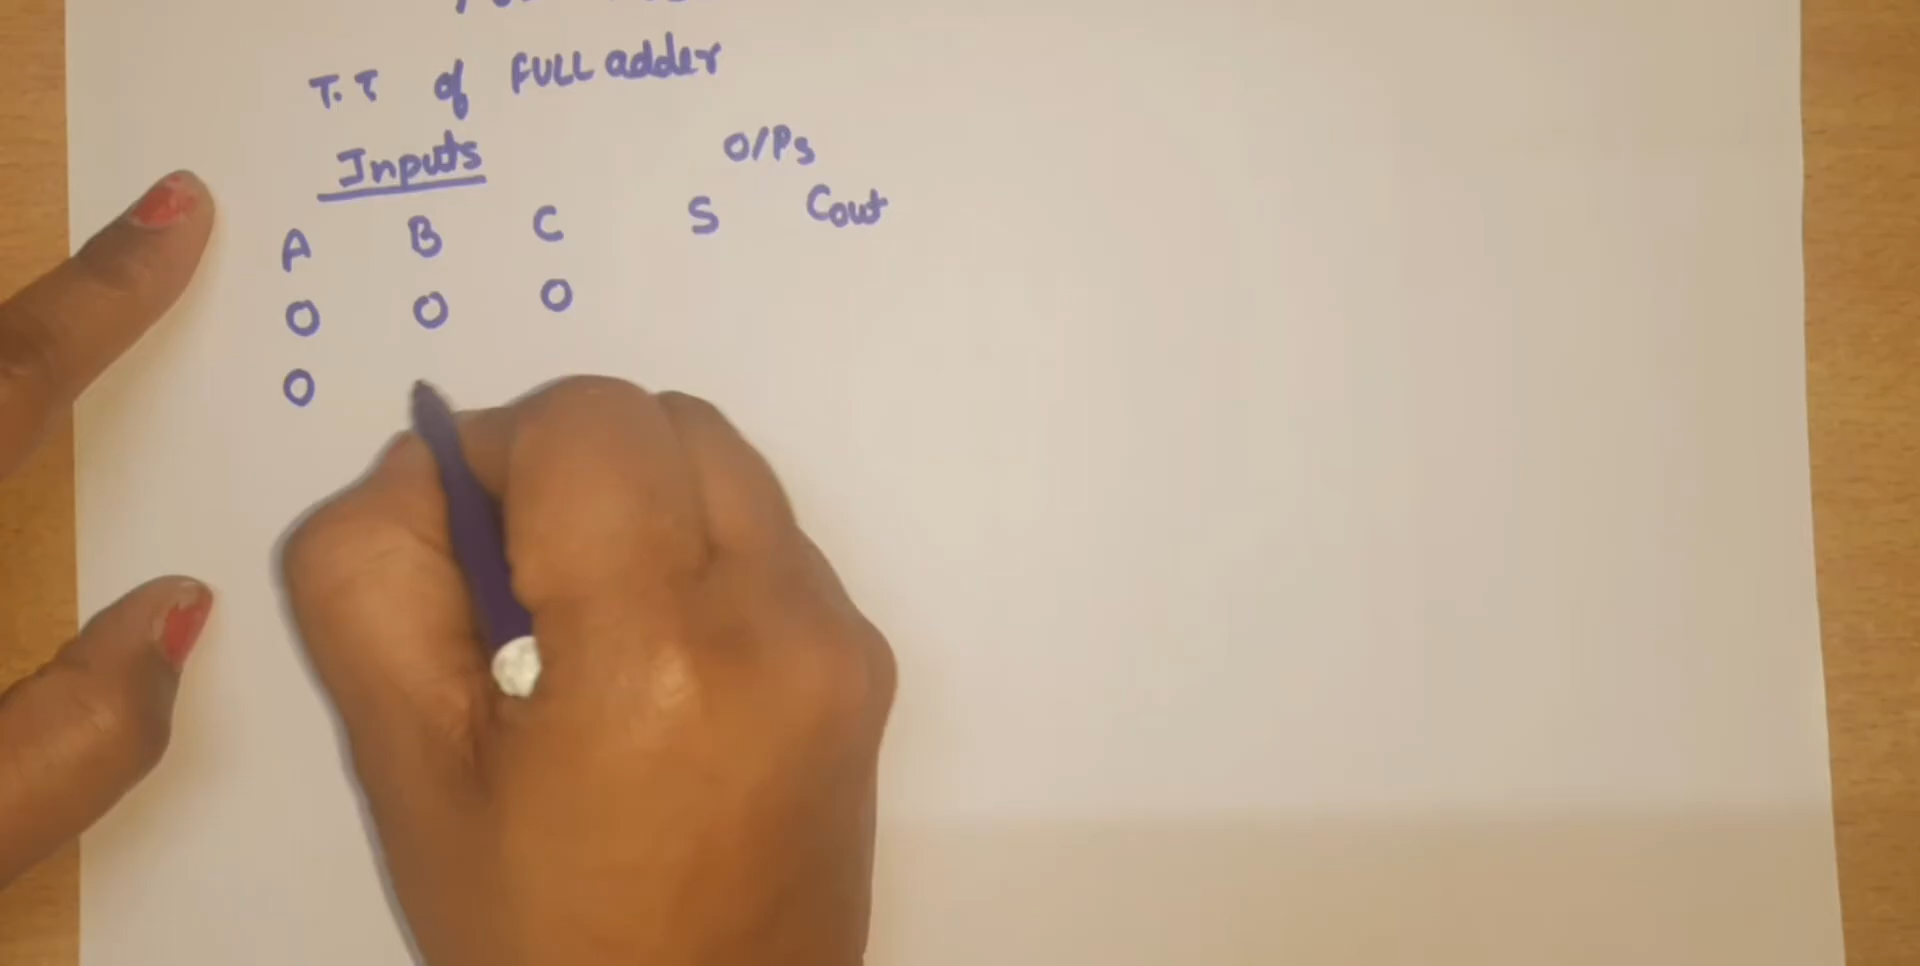 T.T of FULL adder
Inputs O/Ps
A B C S Cout
0 0 0
0